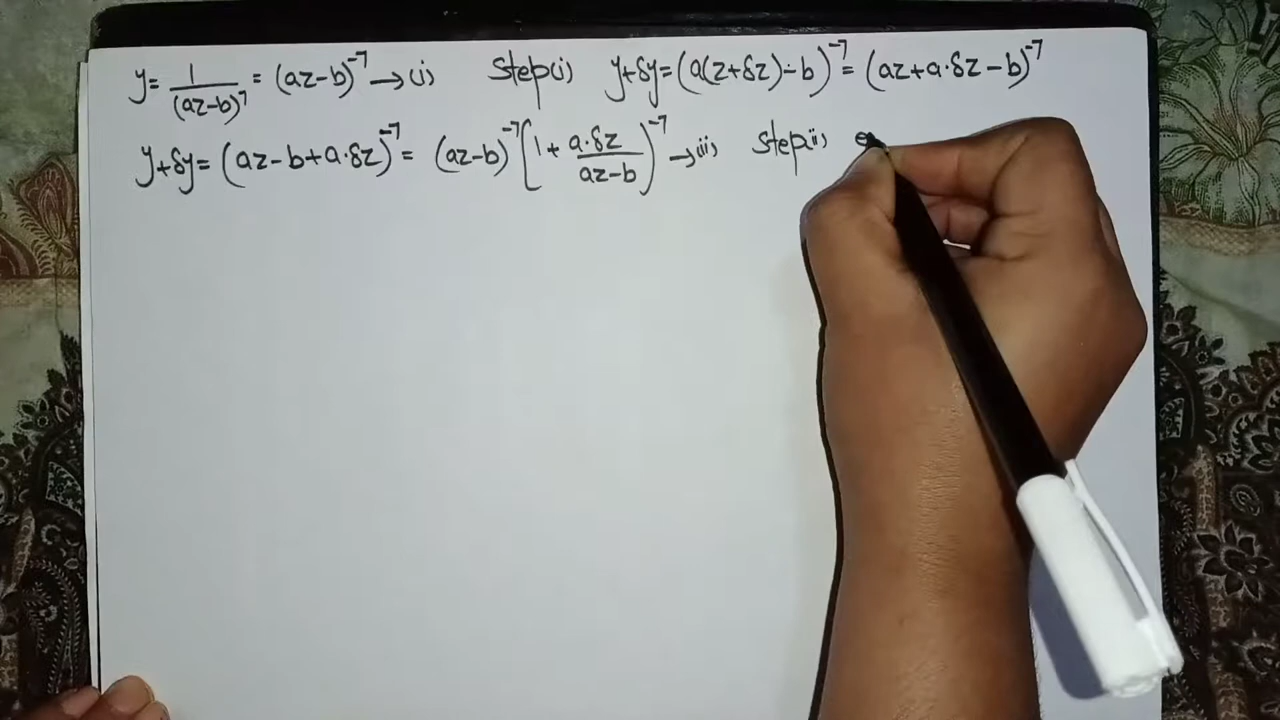 y = 1/(az-b)^7 = (az-b)^-7 → (i) Step(i) y+δy = (a(z+δz)-b)^-7 = (az+a·δz-b)^-7
y+δy = (az-b+a·δz)^-7 = (az-b)^-7 [1 + a·δz/(az-b))^-7 → ii) Step ii)